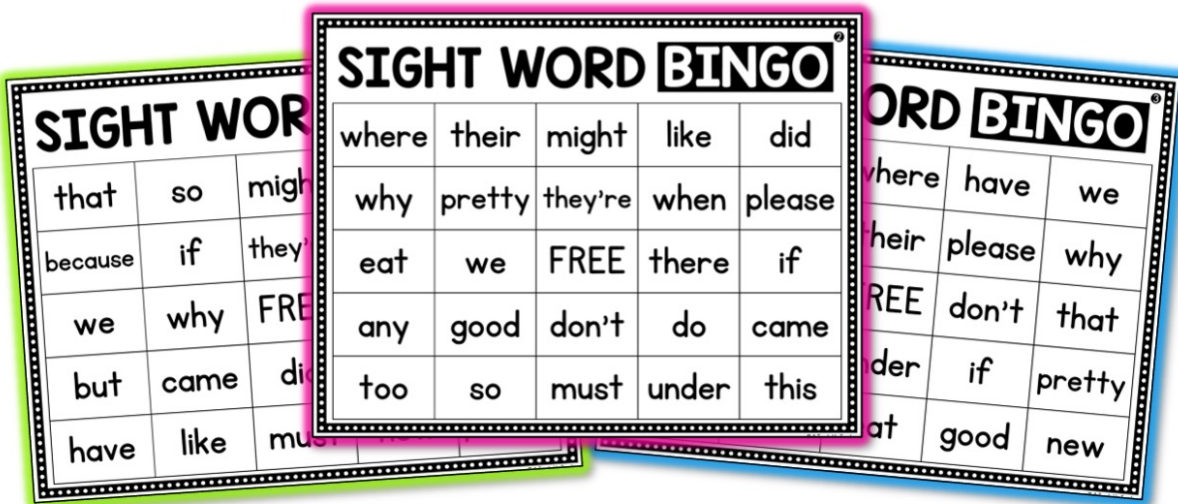 SIGHT WORD BINGO
where their might like did
why pretty they're when please
eat we FREE there if
any good don't do came
too so must under this
SIGHT WOR
that so migh
because if they'
we why FRE
but came di
have like mu
ORD BINGO
here have we
heir please why
REE don't that
der if pretty
at good new